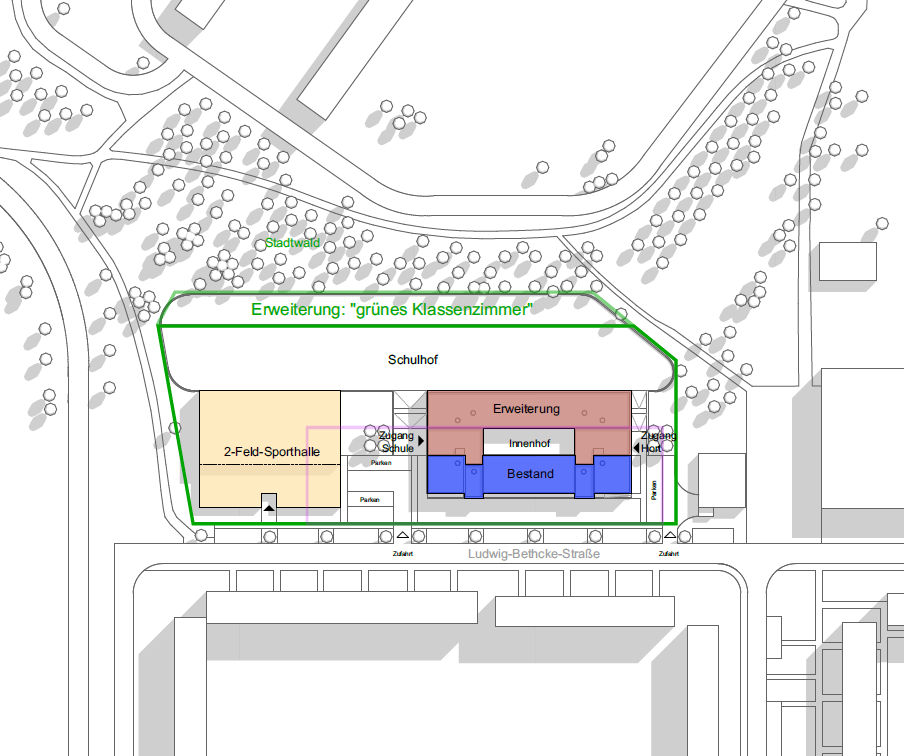 Stadtwald
Erweiterung: "grünes Klassenzimmer"
Schulhof
Erweiterung
Zugang
Schule
Innenhof
Zugang
Hort
2-Feld-Sporthalle
Parken
Bestand
Parken
Parken
Zufahrt
Ludwig-Bethcke-Straße
Zufahrt